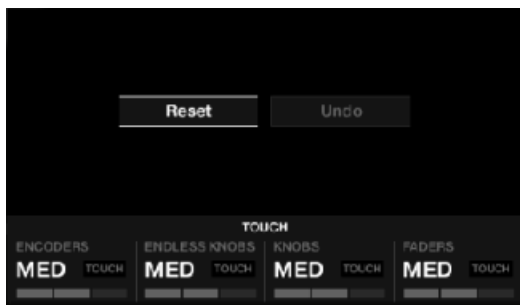 Reset Undo
TOUCH
ENCODERS ENDLESS KNOBS KNOBS FADERS
MED TOUCH MED TOUCH MED TOUCH MED TOUCH